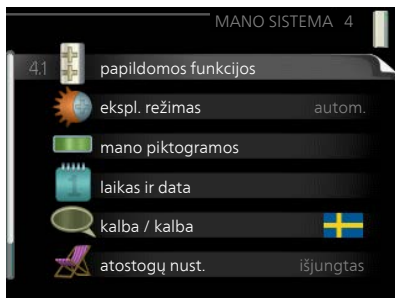 MANO SISTEMA 4
4.1 papildomos funkcijos
ekspl. režimas autom.
mano piktogramos
laikas ir data
kalba / kalba
atostogų nust. išjungtas